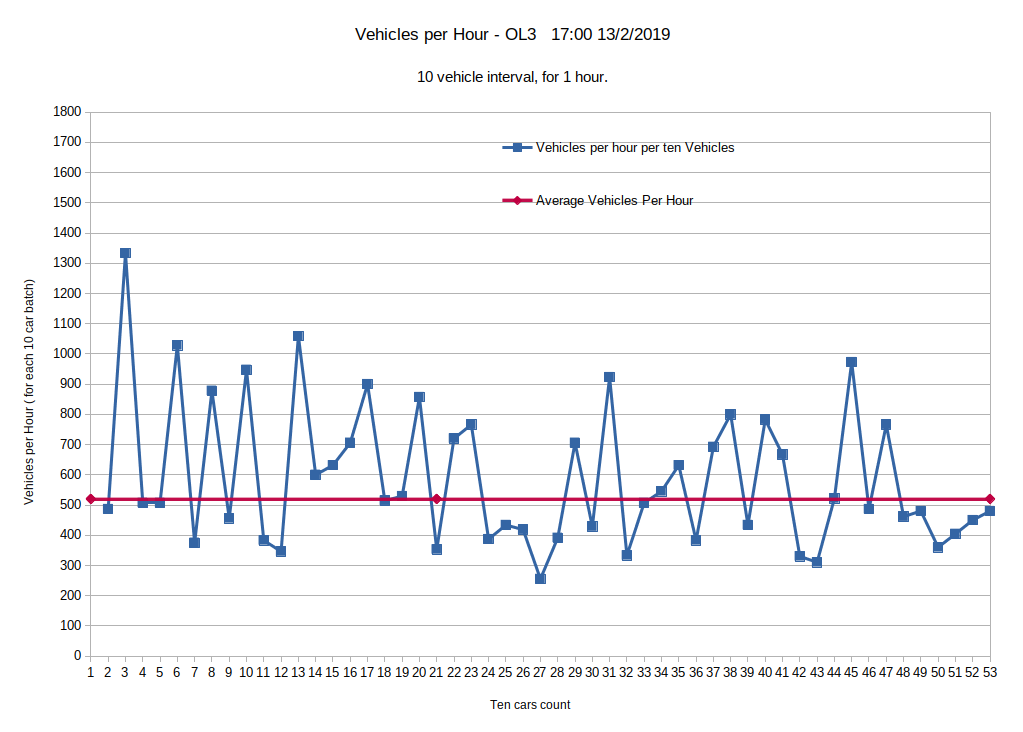 Vehicles per Hour - OL3   17:00 13/2/2019
10 vehicle interval, for 1 hour.
1800
1700
1600
1500
1400
1300
1200
1100
1000
900
800
700
600
500
400
300
200
100
0
Vehicles per hour per ten Vehicles
Average Vehicles Per Hour
Vehicles per Hour ( for each 10 car batch)
1 2 3 4 5 6 7 8 9 10 11 12 13 14 15 16 17 18 19 20 21 22 23 24 25 26 27 28 29 30 31 32 33 34 35 36 37 38 39 40 41 42 43 44 45 46 47 48 49 50 51 52 53
Ten cars count